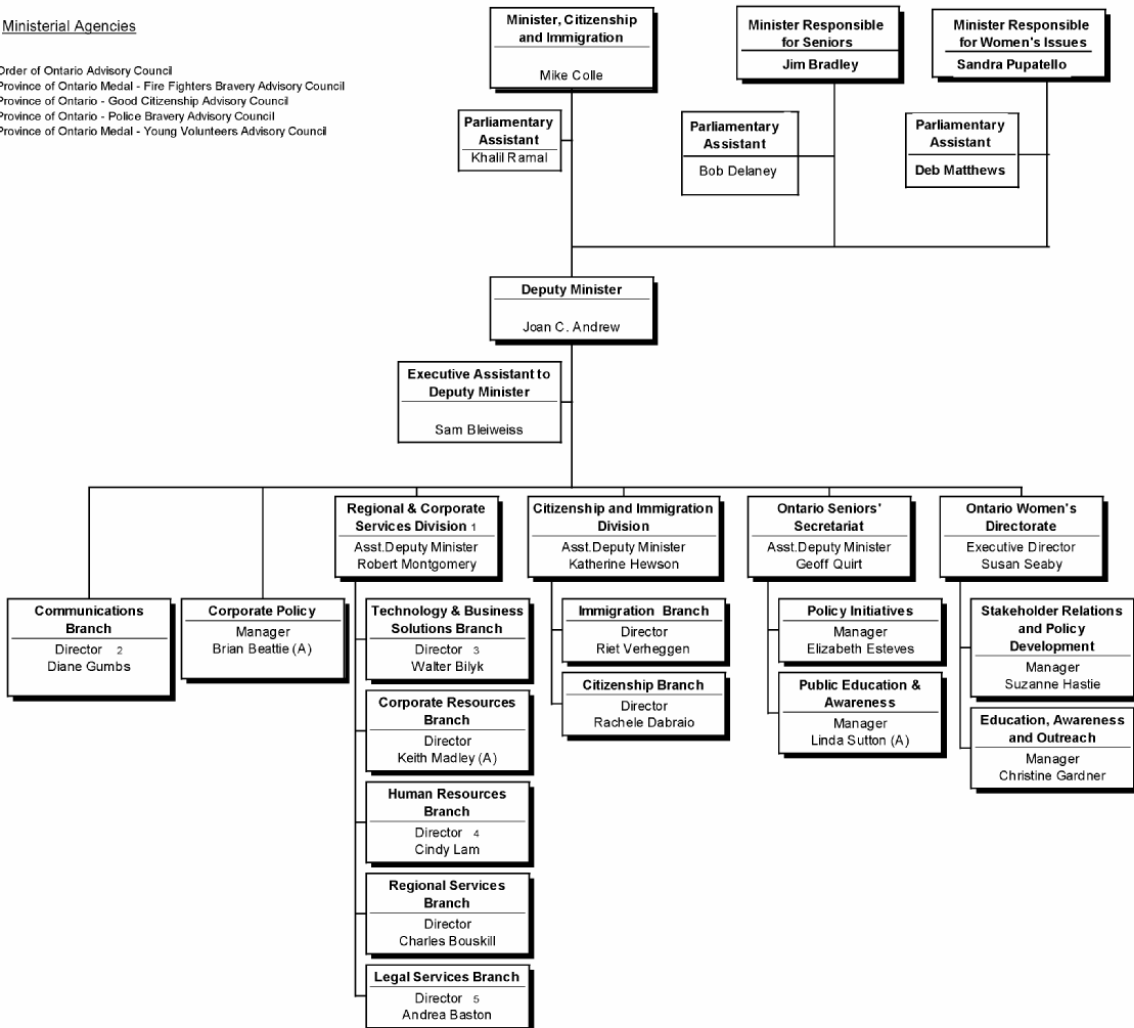 Ministerial Agencies
Order of Ontario Advisory Council
Province of Ontario Medal - Fire Fighters Bravery Advisory Council
Province of Ontario - Good Citizenship Advisory Council
Province of Ontario - Police Bravery Advisory Council
Province of Ontario Medal - Young Volunteers Advisory Council
Minister, Citizenship
and Immigration
Mike Colle
Minister Responsible
for Seniors
Jim Bradley
Minister Responsible
for Women's Issues
Sandra Pupatello
Parliamentary
Assistant
Khalil Ramal
Parliamentary
Assistant
Bob Delaney
Parliamentary
Assistant
Deb Matthews
Deputy Minister
Joan C. Andrew
Executive Assistant to
Deputy Minister
Sam Bleiweiss
Regional & Corporate
Services Division 1
Asst.Deputy Minister
Robert Montgomery
Citizenship and Immigration
Division
Asst.Deputy Minister
Katherine Hewson
Ontario Seniors'
Secretariat
Asst.Deputy Minister
Geoff Quirt
Ontario Women's
Directorate
Executive Director
Susan Seaby
Communications
Branch
Director 2
Diane Gumbs
Corporate Policy
Manager
Brian Beattie (A)
Technology & Business
Solutions Branch
Director 3
Walter Bilyk
Corporate Resources
Branch
Director
Keith Madley (A)
Human Resources
Branch
Director 4
Cindy Lam
Regional Services
Branch
Director
Charles Bouskill
Legal Services Branch
Director 5
Andrea Baston
Immigration Branch
Director
Riet Verheggen
Citizenship Branch
Director
Rachele Dabraio
Policy Initiatives
Manager
Elizabeth Esteves
Public Education &
Awareness
Manager
Linda Sutton (A)
Stakeholder Relations
and Policy
Development
Manager
Suzanne Hastie
Education, Awareness
and Outreach
Manager
Christine Gardner